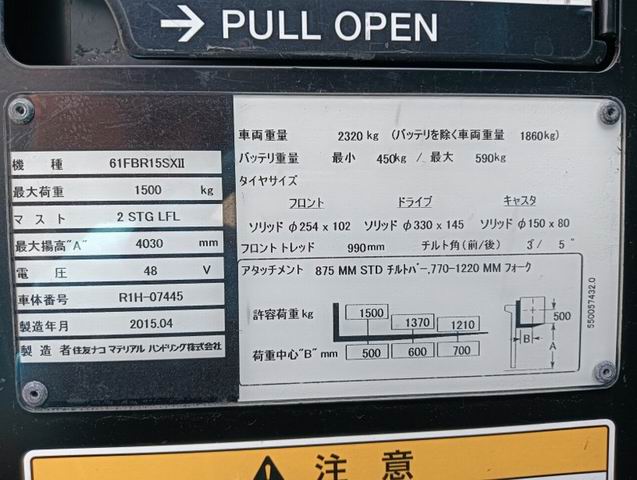 → PULL OPEN
機 種 61FBR15SXII
最大荷重 1500 kg
マスト 2 STG LFL
最大揚高"A" 4030 mm
電 圧 48 V
車体番号 R1H-07445
製造年月 2015.04
製造者 住友ナコ マテリアル ハンドリング株式会社
車両重量 2320 kg (バッテリを除く車両重量 1860kg)
バッテリ重量 最小 450kg / 最大 590kg
タイヤサイズ
フロント ドライブ キャスタ
ソリッド φ254 x 102 ソリッド φ330 x 145 ソリッド φ150 x 80
フロントトレッド 990mm チルト角(前/後) 3°/ 5°
アタッチメント 875 MM STD チルトバー,770-1220 MM フォーク
許容荷重 kg 1500 1370 1210
荷重中心"B" mm 500 600 700
500
B A
550057432.0
注 意